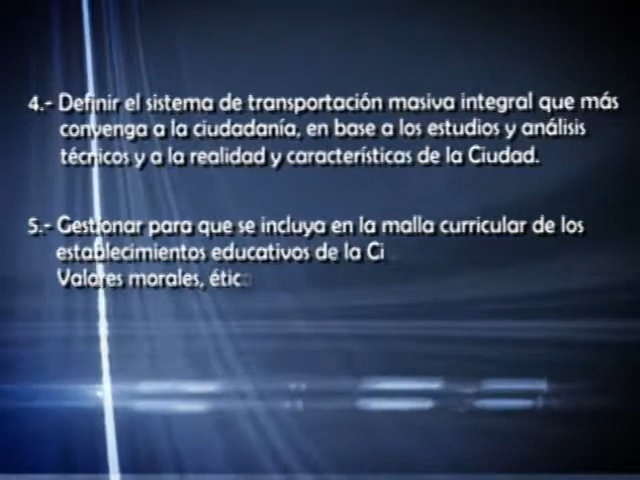 4.- Definir el sistema de transportación masiva integral que más
convenga a la ciudadanía, en base a los estudios y análisis
técnicos y a la realidad y características de la Ciudad.
5.- Gestionar para que se incluya en la malla curricular de los
establecimientos educativos de la Ci
Valores morales, étic